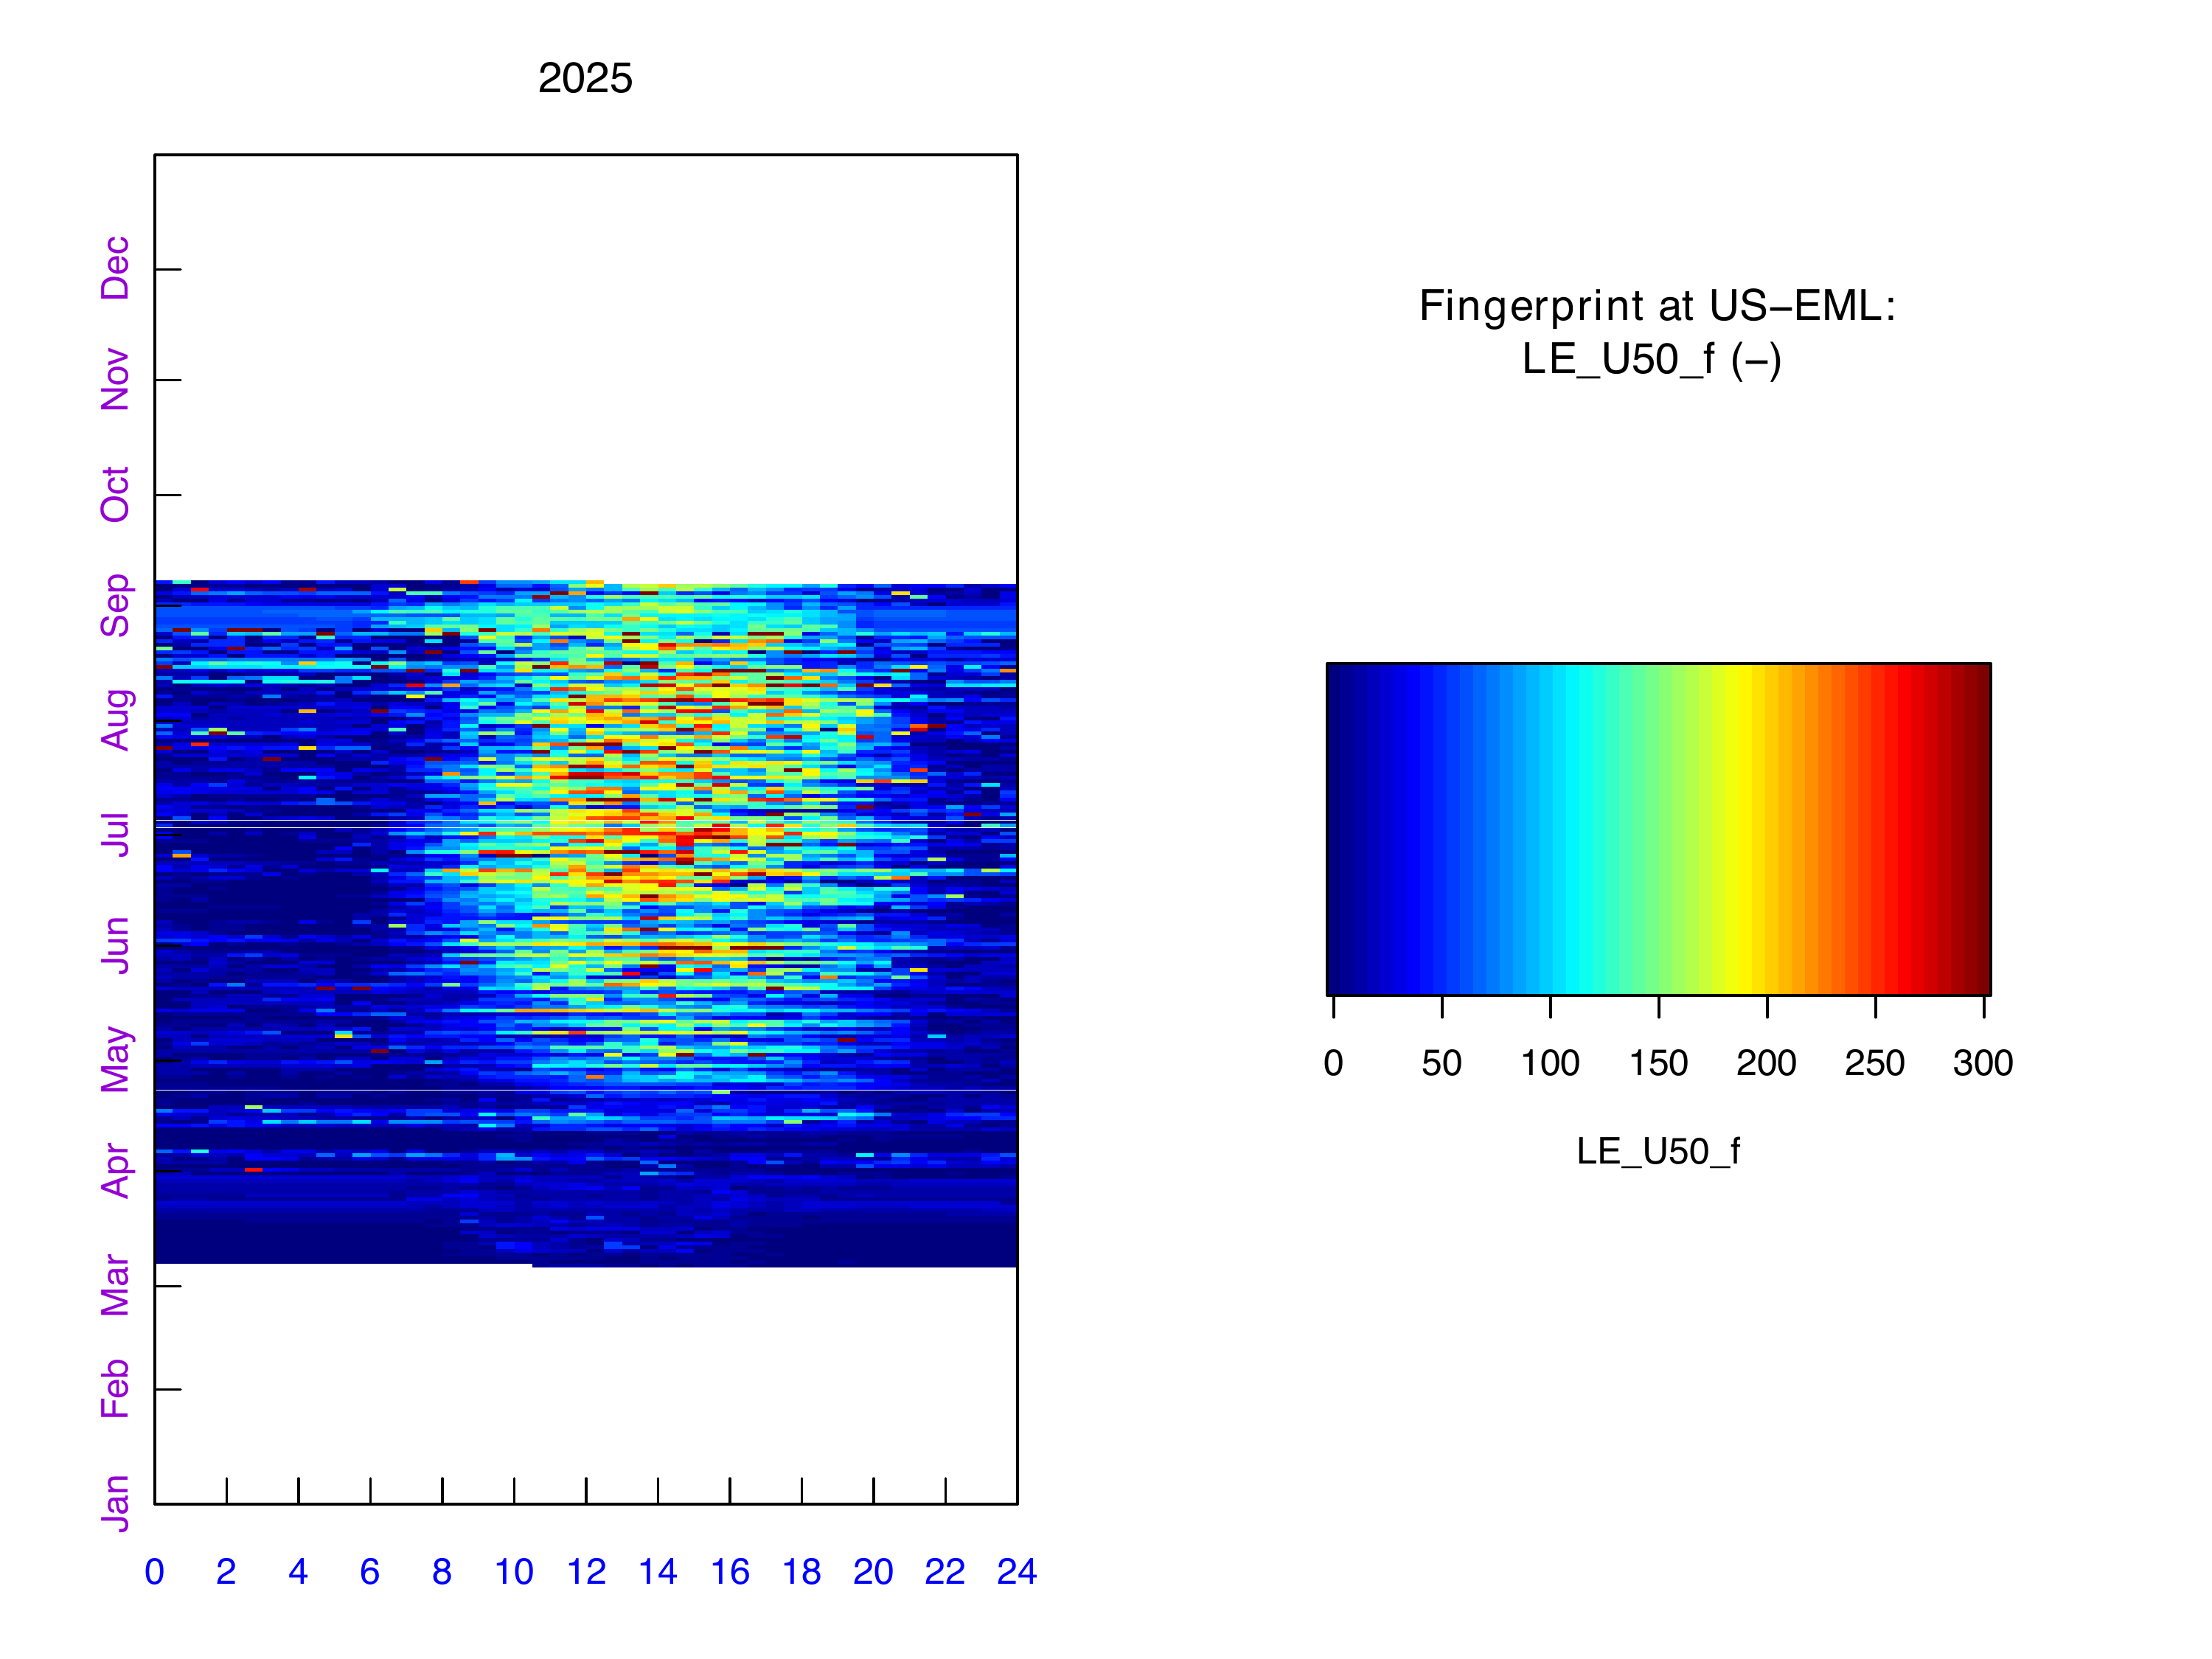 2025
Dec
Nov
Oct
Sep
Aug
Jul
Jun
May
Apr
Mar
Feb
Jan
0 2 4 6 8 10 12 14 16 18 20 22 24
Fingerprint at US−EML:
LE_U50_f (−)
0 50 100 150 200 250 300
LE_U50_f